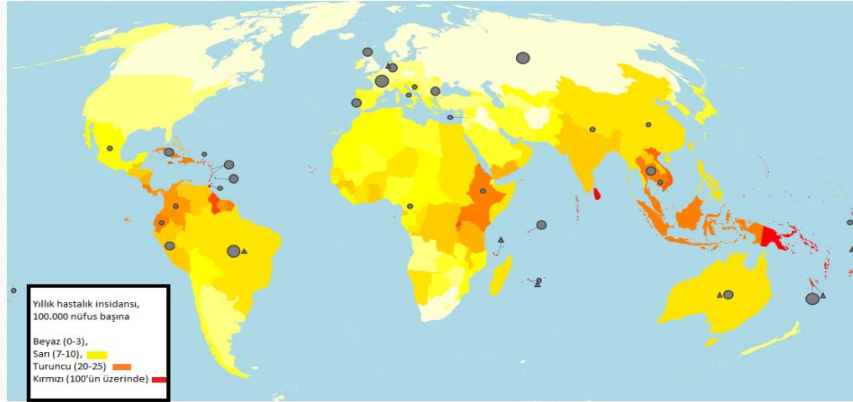 Yıllık hastalık insidansı,
100.000 nüfus başına
Beyaz (0-3),
Sarı (7-10),
Turuncu (20-25)
Kırmızı (100'ün üzerinde)